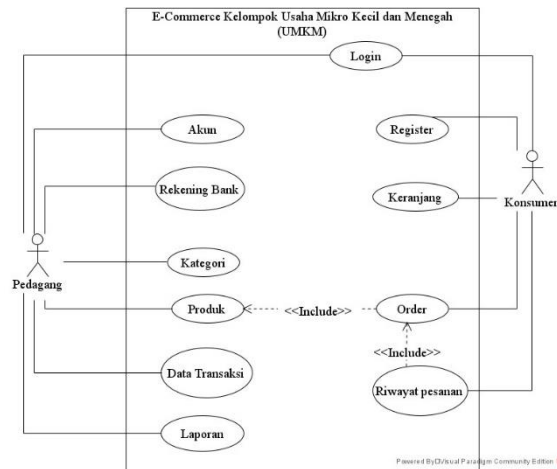 E-Commerce Kelompok Usaha Mikro Kecil dan Menegah
(UMKM)
Login
Akun
Register
Rekening Bank
Keranjang
Konsumen
Kategori
Pedagang
Produk
<<Include>>
Order
<<Include>>
Data Transaksi
Riwayat pesanan
Laporan
Powered By Visual Paradigm Community Edition